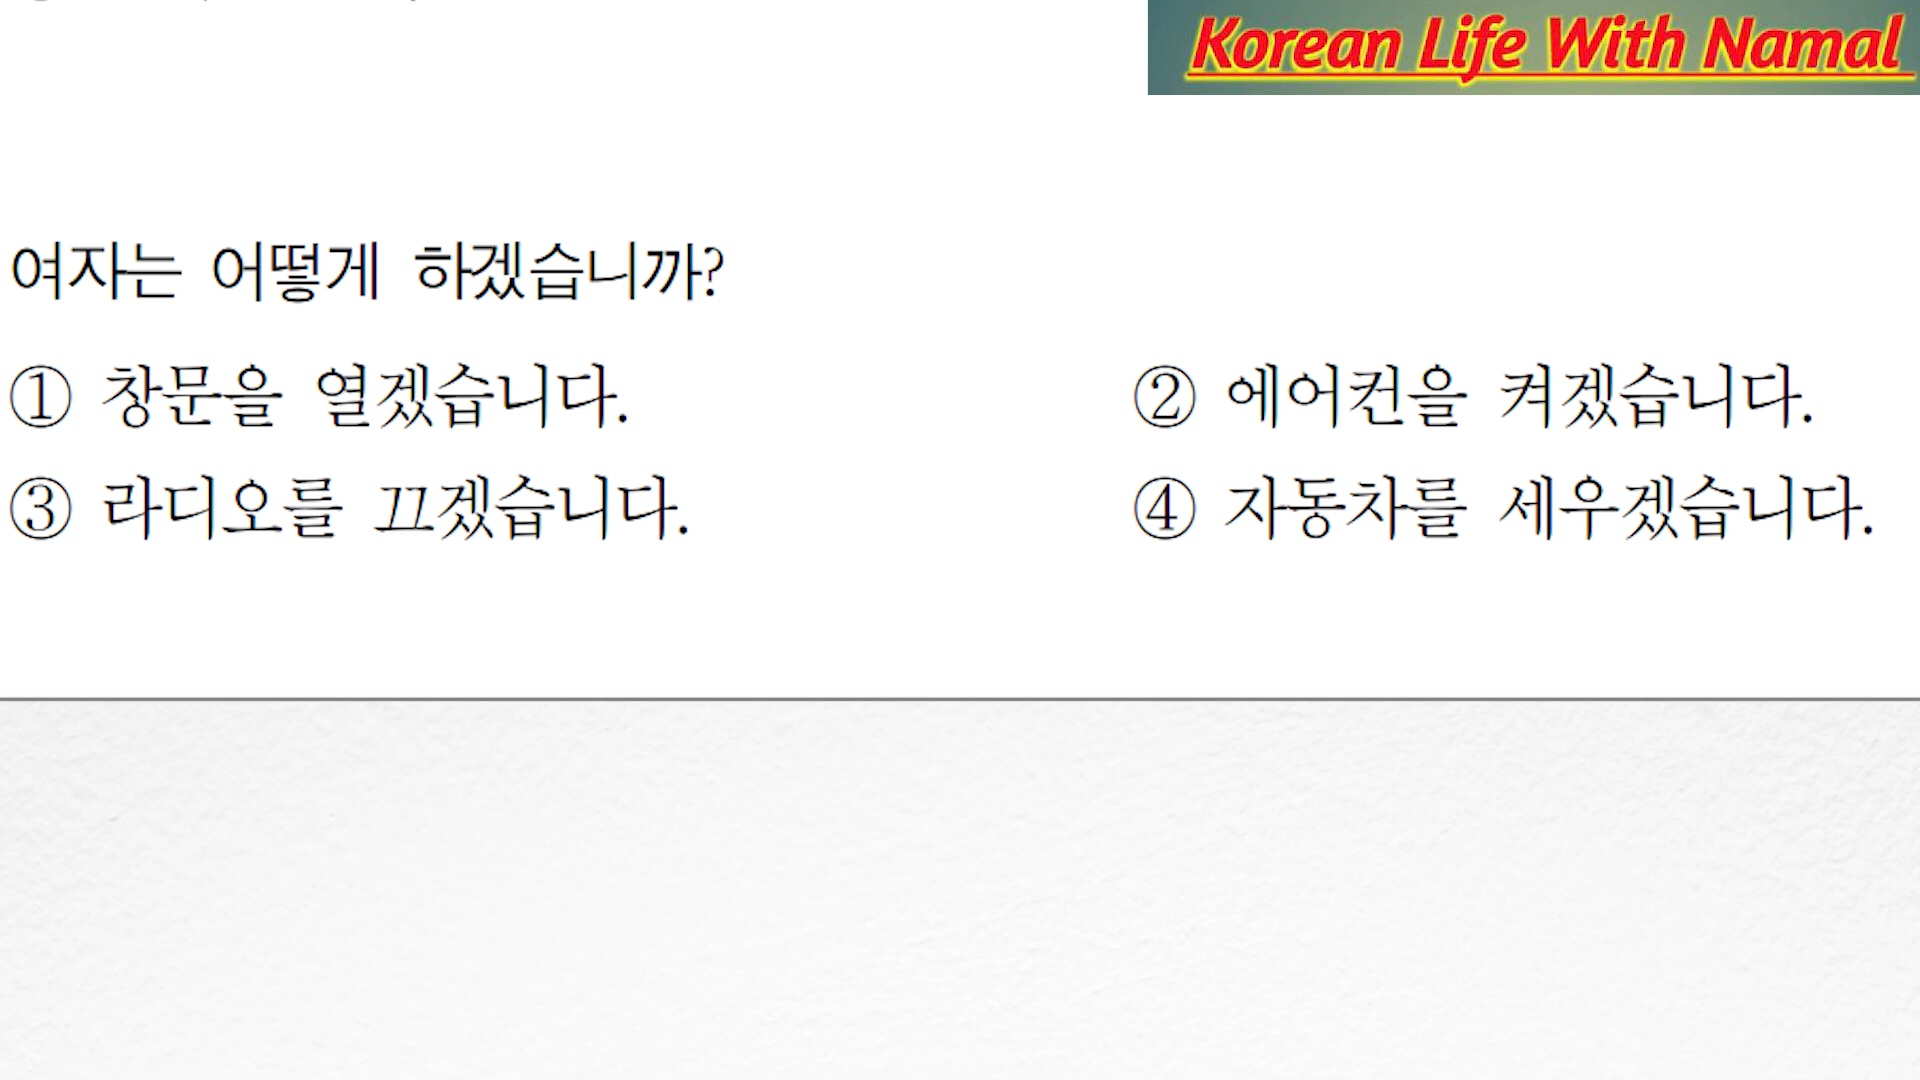 Korean Life With Namal
여자는 어떻게 하겠습니까?
① 창문을 열겠습니다.
② 에어컨을 켜겠습니다.
③ 라디오를 끄겠습니다.
④ 자동차를 세우겠습니다.